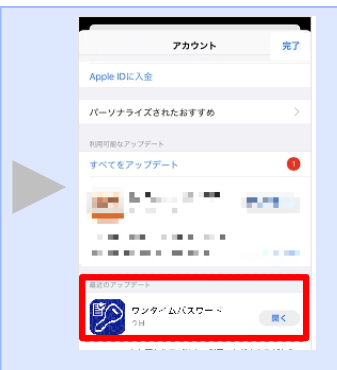 アカウント 完了
Apple IDに入金
パーソナライズされたおすすめ
利用可能なアップデート
すべてをアップデート 1
最近のアップデート
ワンタイムパスワード
今日 開く